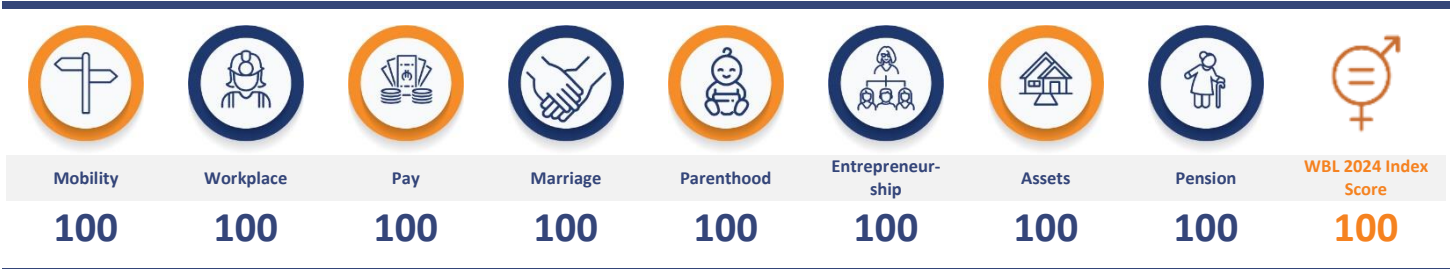 Mobility
Workplace
Pay
Marriage
Parenthood
Entrepreneur-
ship
Assets
Pension
WBL 2024 Index
Score
100
100
100
100
100
100
100
100
100